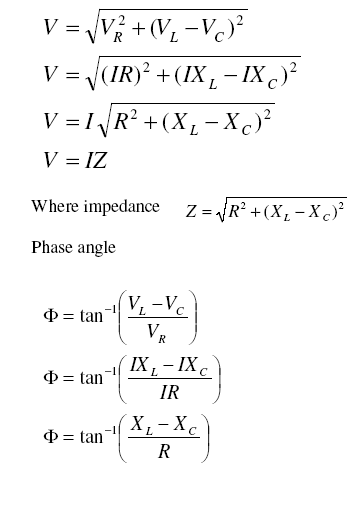 V = √(V_R² + (V_L − V_C)²)
V = √((IR)² + (IX_L − IX_C)²)
V = I√(R² + (X_L − X_C)²)
V = IZ
Where impedance Z = √(R² + (X_L − X_C)²)
Phase angle
Φ = tan⁻¹((V_L − V_C) / V_R)
Φ = tan⁻¹((IX_L − IX_C) / IR)
Φ = tan⁻¹((X_L − X_C) / R)